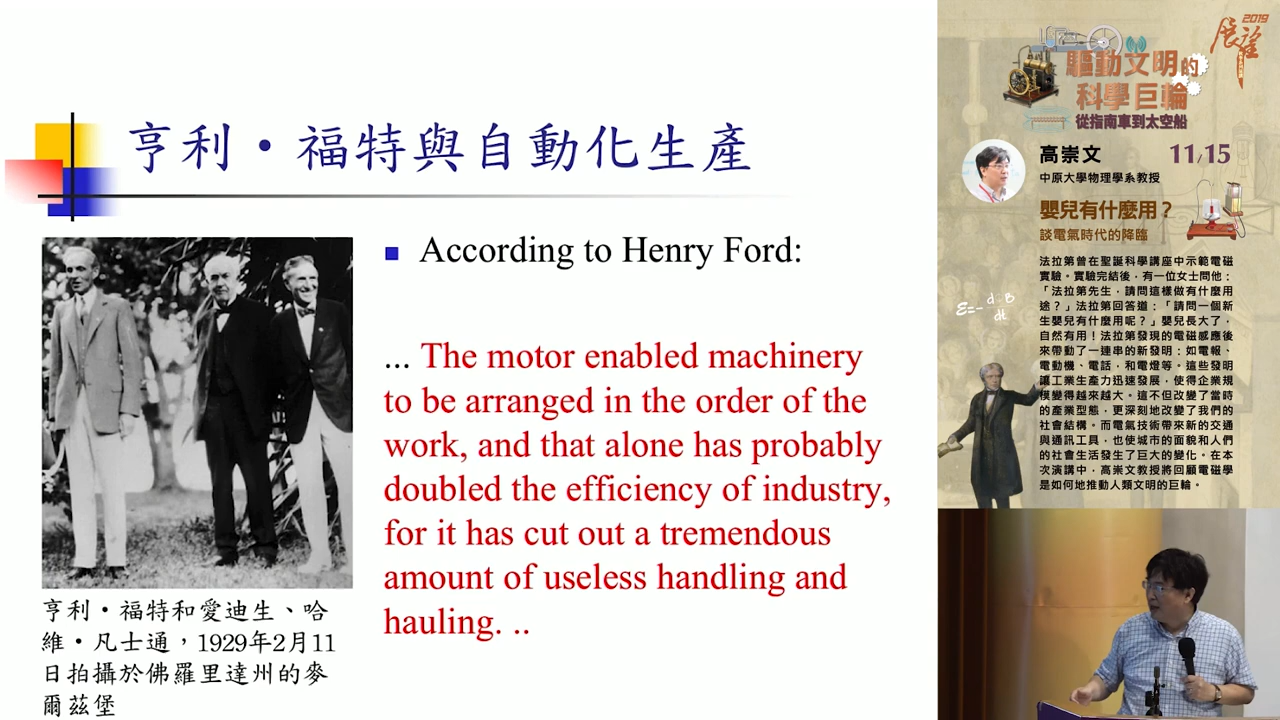 亨利·福特與自動化生產
According to Henry Ford:
... The motor enabled machinery
to be arranged in the order of the
work, and that alone has probably
doubled the efficiency of industry,
for it has cut out a tremendous
amount of useless handling and
hauling. ..
亨利·福特和愛迪生、哈
維·凡士通，1929年2月11
日拍攝於佛羅里達州的麥
爾茲堡
2019
展望
驅動文明的
科學巨輪
從指南車到太空船
高崇文
11/15
中原大學物理學系教授
嬰兒有什麼用？
談電氣時代的降臨
法拉第曾在聖誕科學講座中示範電磁
實驗。實驗完結後，有一位女士問他：
「法拉第先生，請問這樣做有什麼用
途？」法拉第回答道：「請問一個新
生嬰兒有什麼用呢？」嬰兒長大了，
自然有用！法拉第發現的電磁感應後
來帶動了一連串的新發明：如電報、
電動機、電話，和電燈等。這些發明
讓工業生產力迅速發展，使得企業規
模變得越來越大。這不但改變了當時
的產業型態，更深刻地改變了我們的
社會結構。而電氣技術帶來新的交通
與通訊工具，也使城市的面貌和人們
的社會生活發生了巨大的變化。在本
次演講中，高崇文教授將回顧電磁學
是如何地推動人類文明的巨輪。